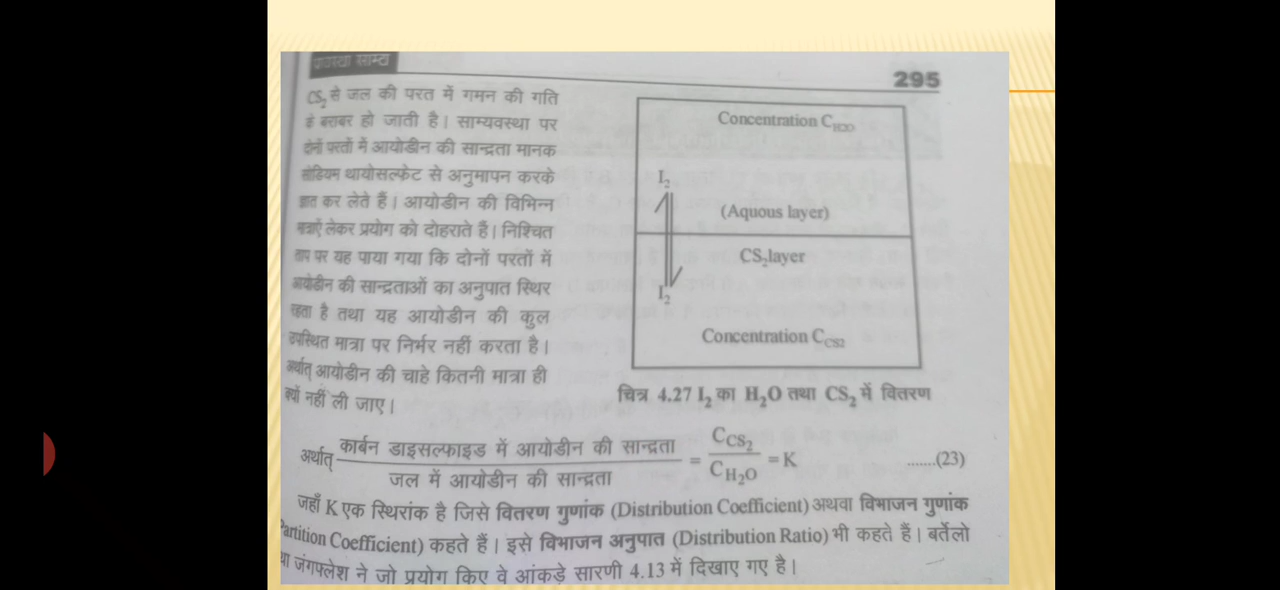 अवस्था साम्य
295
CS₂ से जल की परत में गमन की गति
के बराबर हो जाती है। साम्यवस्था पर
दोनों परतों में आयोडीन की सान्द्रता मानक
सोडियम थायोसल्फेट से अनुमापन करके
ज्ञात कर लेते हैं। आयोडीन की विभिन्न
मात्राएँ लेकर प्रयोग को दोहराते हैं। निश्चित
ताप पर यह पाया गया कि दोनों परतों में
आयोडीन की सान्द्रताओं का अनुपात स्थिर
रहता है तथा यह आयोडीन की कुल
उपस्थित मात्रा पर निर्भर नहीं करता है।
अर्थात् आयोडीन की चाहे कितनी मात्रा ही
क्यों नहीं ली जाए।
Concentration C_H2O
I₂
(Aquous layer)
CS₂layer
I₂
Concentration C_CS2
चित्र 4.27 I₂ का H₂O तथा CS₂ में वितरण
अर्थात् कार्बन डाइसल्फाइड में आयोडीन की सान्द्रता / जल में आयोडीन की सान्द्रता = C_CS₂ / C_H₂O = K .......(23)
जहाँ K एक स्थिरांक है जिसे वितरण गुणांक (Distribution Coefficient) अथवा विभाजन गुणांक
Partition Coefficient) कहते हैं। इसे विभाजन अनुपात (Distribution Ratio) भी कहते हैं। बर्तेलो
था जंगफ्लेश ने जो प्रयोग किए वे आंकड़े सारणी 4.13 में दिखाए गए है।